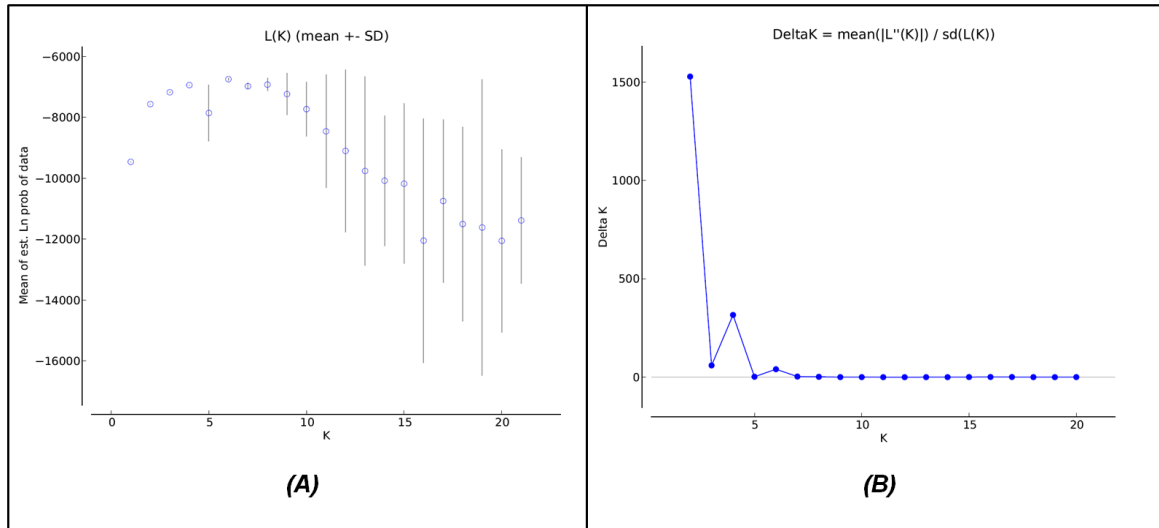 L(K) (mean +- SD)
Mean of est. Ln prob of data
−6000
−8000
−10000
−12000
−14000
−16000
0
5
10
15
20
K
(A)
DeltaK = mean(|L"(K)|) / sd(L(K))
Delta K
1500
1000
500
0
5
10
15
20
K
(B)